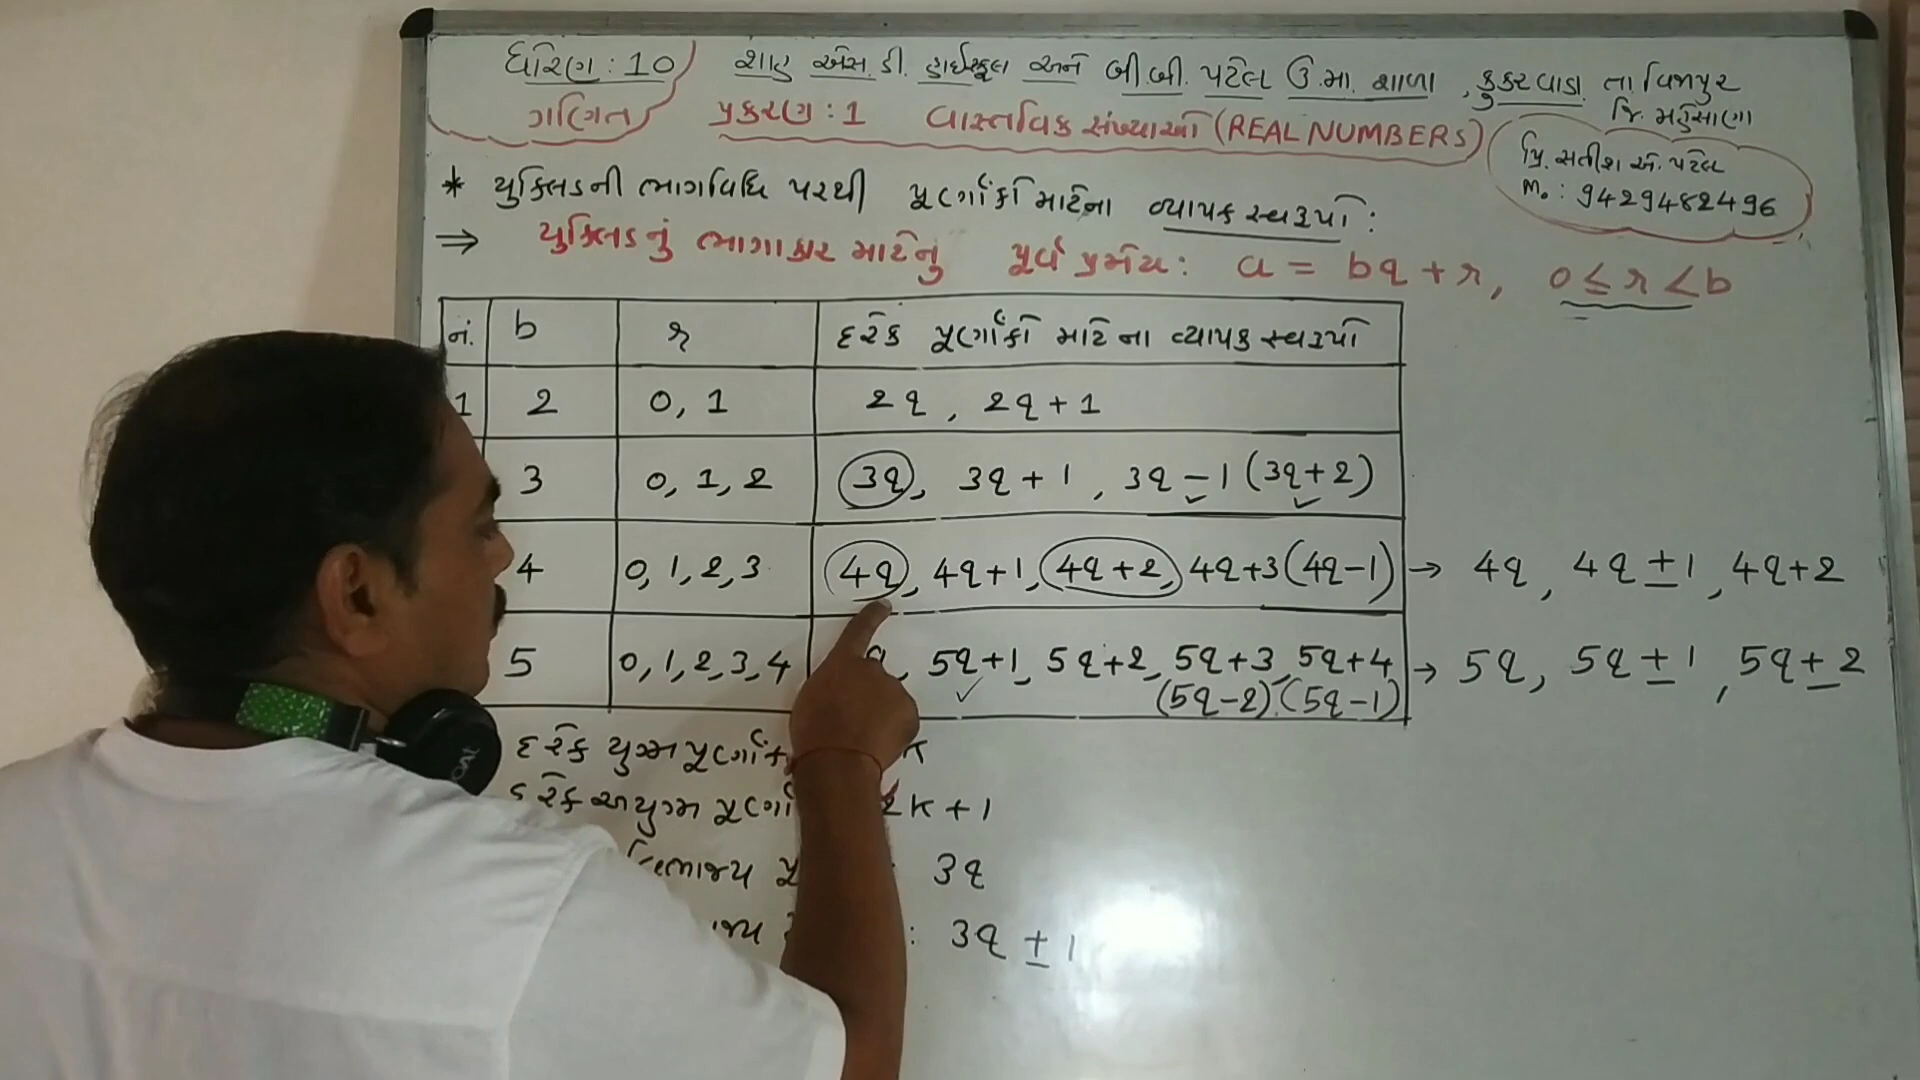 ધોરણ : 10 શાહ એસ. ડી. હાઈસ્કૂલ અને બી.બી. પટેલ ઉ.મા. શાળા, કુકરવાડા. તા વિજાપુર
જિ. મહેસાણા
ગણિત પ્રકરણ : 1 વાસ્તવિક સંખ્યાઓ (REAL NUMBERS)
પ્રિ. સતીશ એ. પટેલ
Mo : 9429482496
* યુક્લિડની ભાગવિધિ પરથી પૂર્ણાંકો માટેના વ્યાપક સ્વરૂપો :
⇒ યુક્લિડનું ભાગાકાર માટેનુ પૂર્વ પ્રમેય : a = bq + r, 0 ≤ r < b
નં. b r દરેક પૂર્ણાંકો માટેના વ્યાપક સ્વરૂપો
1 2 0, 1 2q, 2q + 1
3 0, 1, 2 3q, 3q + 1, 3q - 1 (3q + 2)
4 0, 1, 2, 3 4q, 4q+1, 4q+2, 4q+3 (4q-1) → 4q, 4q ± 1, 4q+2
5 0, 1, 2, 3, 4 q, 5q+1, 5q+2, 5q+3, 5q+4 → 5q, 5q ± 1, 5q ± 2
(5q-2), (5q-1)
દરેક યુગ્મ K
દરેક અયુગ્મ 2K + 1
3q
: 3q ± 1